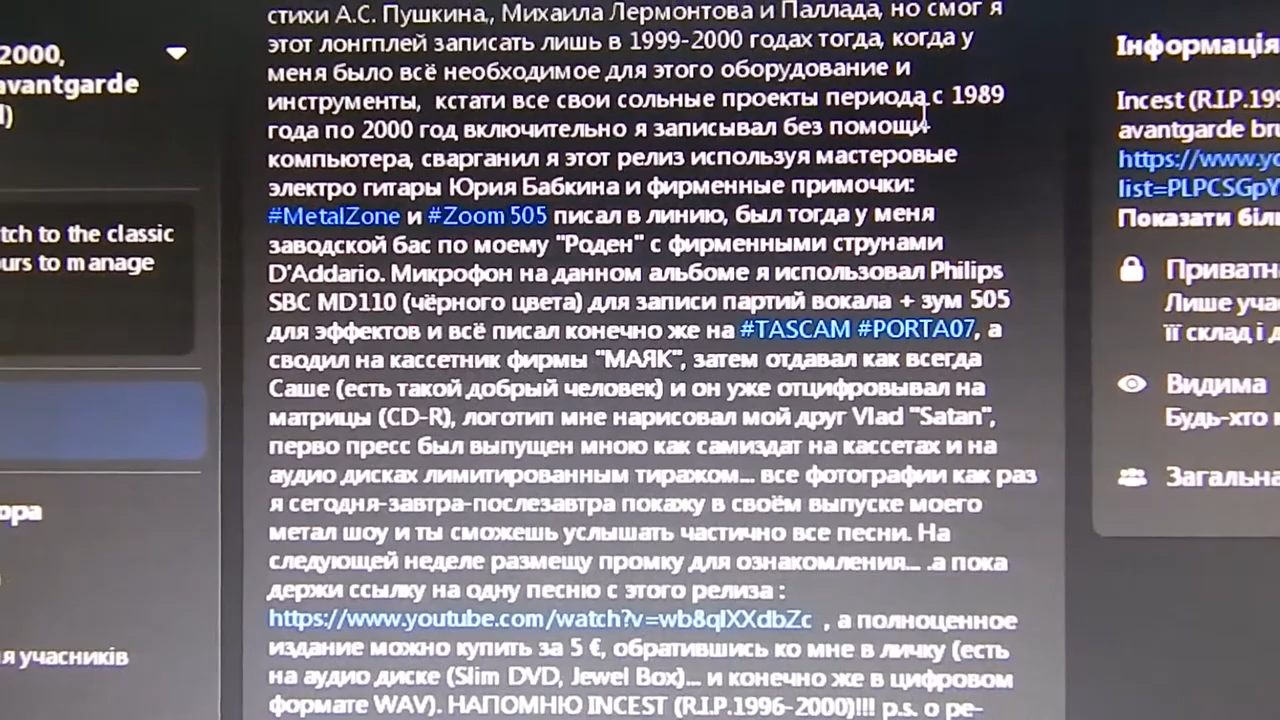 2000,
avantgarde
tch to the classic
urs to manage
ора
я учасників
стихи А.С. Пушкина,, Михаила Лермонтова и Паллада, но смог я
этот лонгплей записать лишь в 1999-2000 годах тогда, когда у
меня было всё необходимое для этого оборудование и
инструменты, кстати все свои сольные проекты периода с 1989
года по 2000 год включительно я записывал без помощи
компьютера, сварганил я этот релиз используя мастеровые
электро гитары Юрия Бабкина и фирменные примочки:
#MetalZone и #Zoom505 писал в линию, был тогда у меня
заводской бас по моему "Роден" с фирменными струнами
D'Addario. Микрофон на данном альбоме я использовал Philips
SBC MD110 (чёрного цвета) для записи партий вокала + зум 505
для эффектов и всё писал конечно же на #TASCAM #PORTA07, а
сводил на кассетник фирмы "МАЯК", затем отдавал как всегда
Саше (есть такой добрый человек) и он уже отцифровывал на
матрицы (CD-R), логотип мне нарисовал мой друг Vlad "Satan",
перво пресс был выпущен мною как самиздат на кассетах и на
аудио дисках лимитированным тиражом... все фотографии как раз
я сегодня-завтра-послезавтра покажу в своём выпуске моего
метал шоу и ты сможешь услышать частично все песни. На
следующей неделе размещу промку для ознакомления... .а пока
держи ссылку на одну песню с этого релиза :
https://www.youtube.com/watch?v=wb8qlXXdbZc , а полноценное
издание можно купить за 5 €, обратившись ко мне в личку (есть
на аудио диске (Slim DVD, Jewel Box)... и конечно же в цифровом
формате WAV). НАПОМНЮ INCEST (R.I.P.1996-2000)!!! p.s. о ре-
Інформація
Incest (R.I.P.199
avantgarde bru
https://www.yo
list=PLPCSGpY
Показати біль
Приватн
Лише уча
її склад і д
Видима
Будь-хто
Загальна